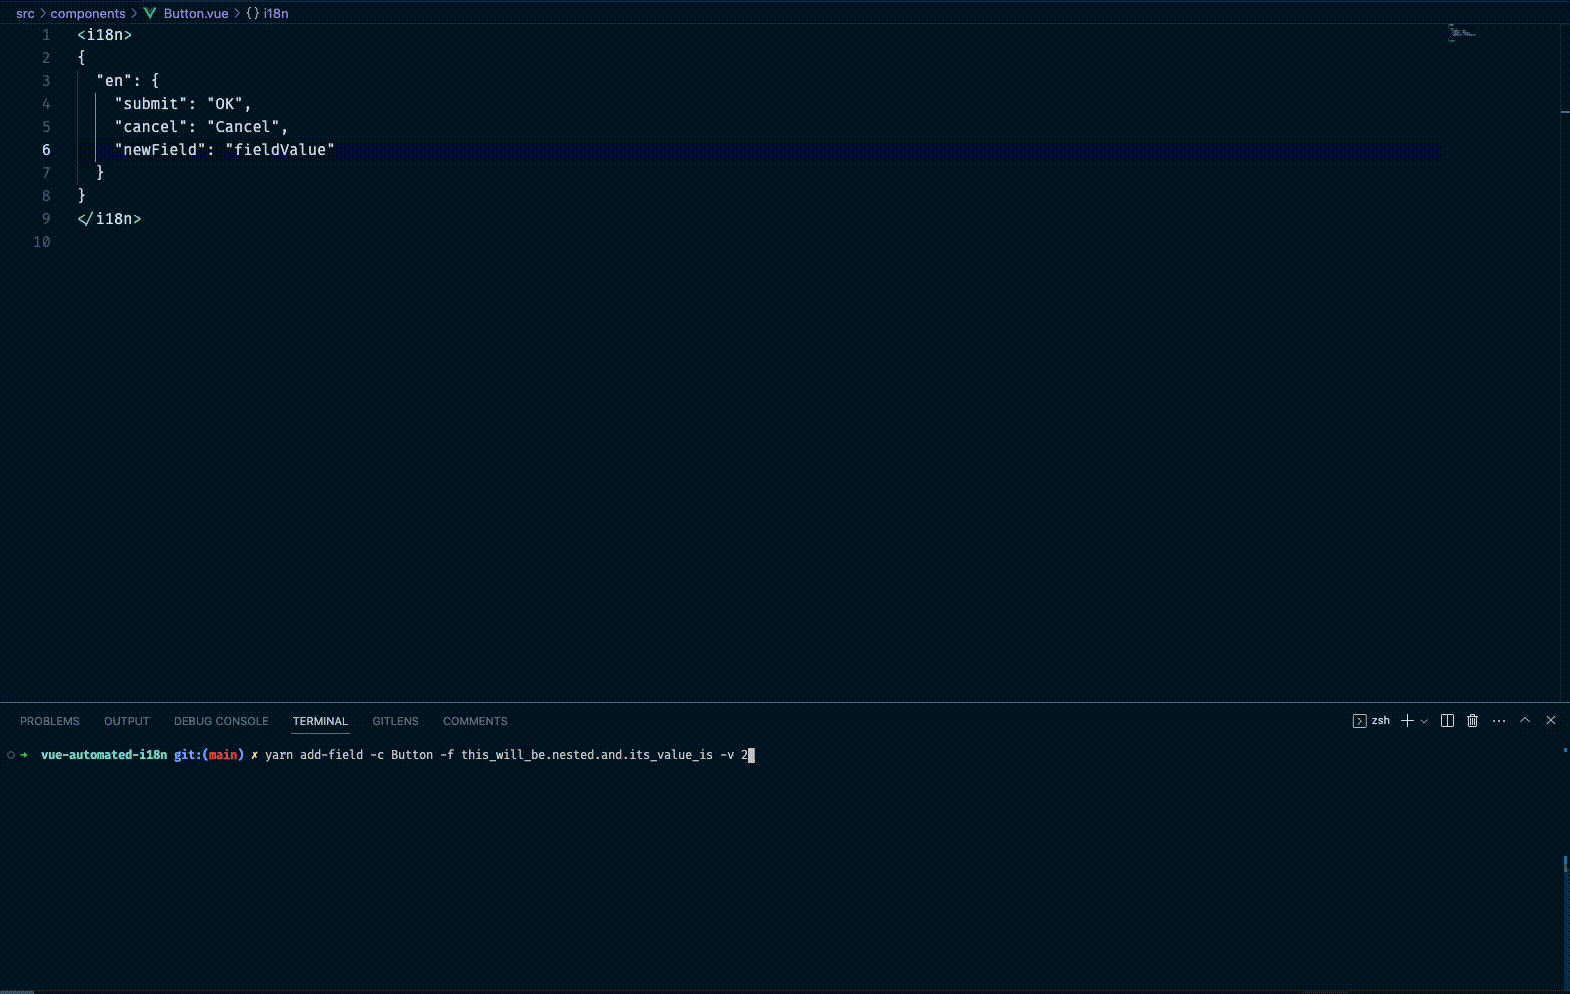 src > components > Button.vue > {} i18n
1 <i18n>
2 {
3   "en": {
4     "submit": "OK",
5     "cancel": "Cancel",
6     "newField": "fieldValue"
7   }
8 }
9 </i18n>
10
PROBLEMS OUTPUT DEBUG CONSOLE TERMINAL GITLENS COMMENTS zsh
vue-automated-i18n git:(main) ✗ yarn add-field -c Button -f this_will_be.nested.and.its_value_is -v 2